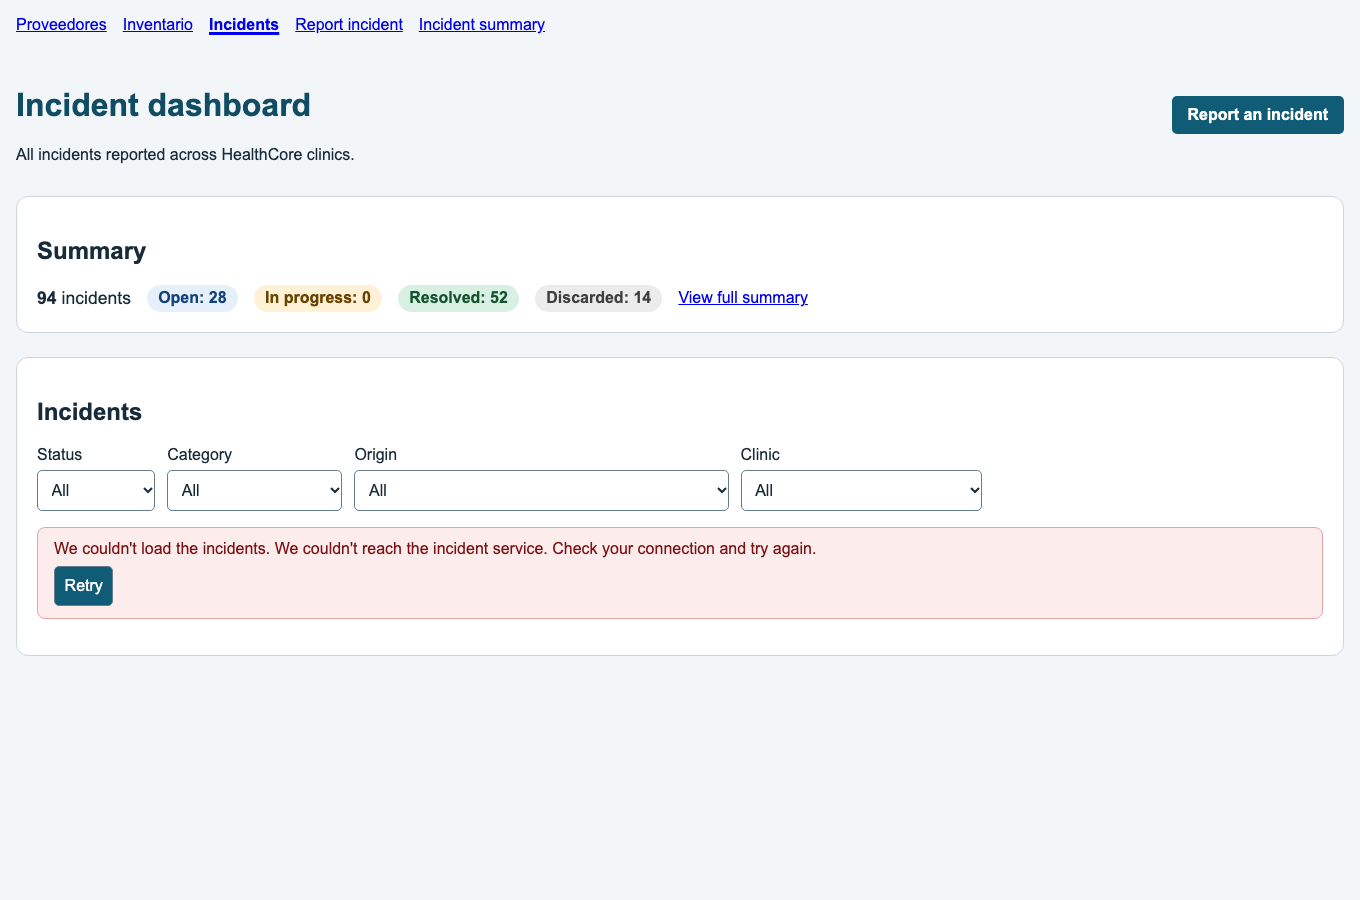 Proveedores Inventario Incidents Report incident Incident summary
Incident dashboard
Report an incident
All incidents reported across HealthCore clinics.
Summary
94 incidents Open: 28 In progress: 0 Resolved: 52 Discarded: 14 View full summary
Incidents
Status Category Origin Clinic
All All All All
We couldn't load the incidents. We couldn't reach the incident service. Check your connection and try again.
Retry